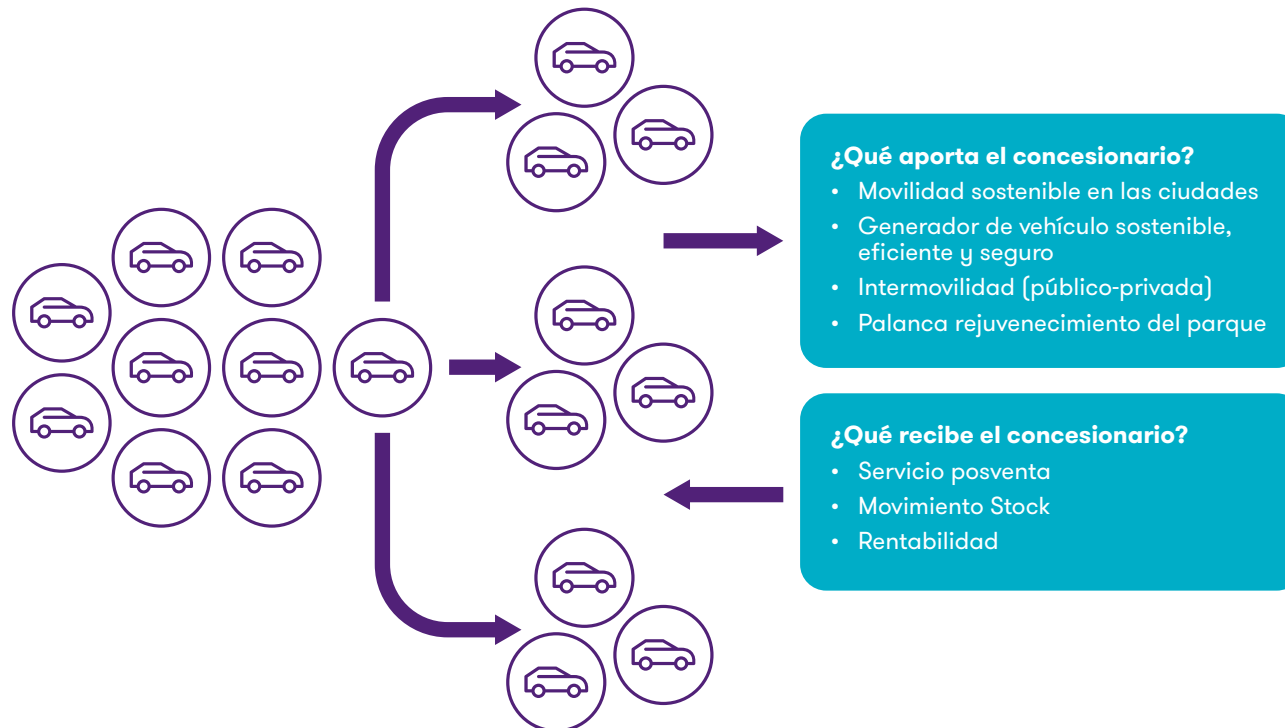 ¿Qué aporta el concesionario?
• Movilidad sostenible en las ciudades
• Generador de vehículo sostenible,
eficiente y seguro
• Intermovilidad (público-privada)
• Palanca rejuvenecimiento del parque
¿Qué recibe el concesionario?
• Servicio posventa
• Movimiento Stock
• Rentabilidad